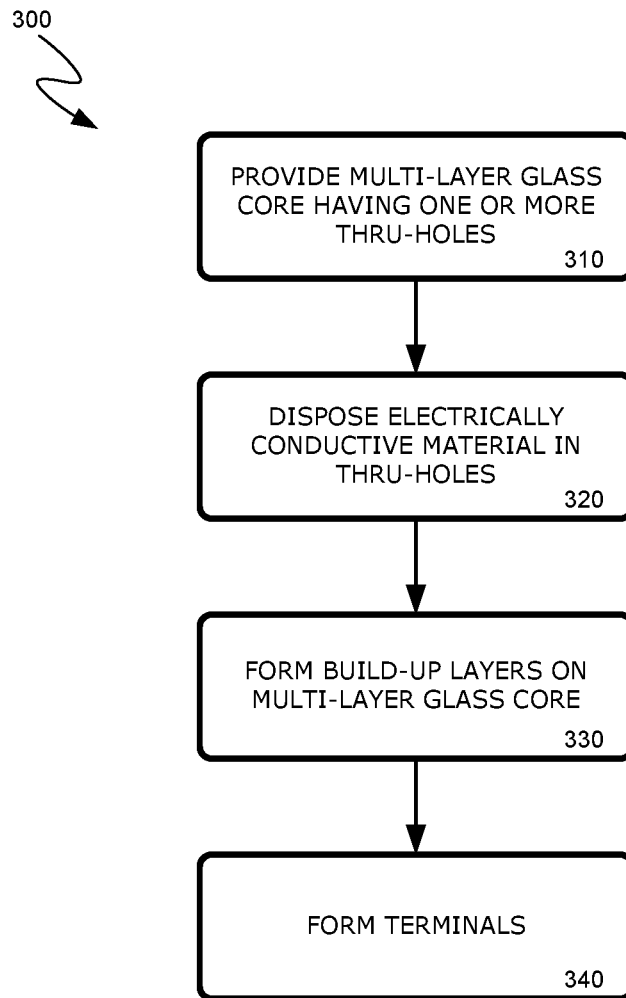 300
PROVIDE MULTI-LAYER GLASS
CORE HAVING ONE OR MORE
THRU-HOLES
310
DISPOSE ELECTRICALLY
CONDUCTIVE MATERIAL IN
THRU-HOLES
320
FORM BUILD-UP LAYERS ON
MULTI-LAYER GLASS CORE
330
FORM TERMINALS
340